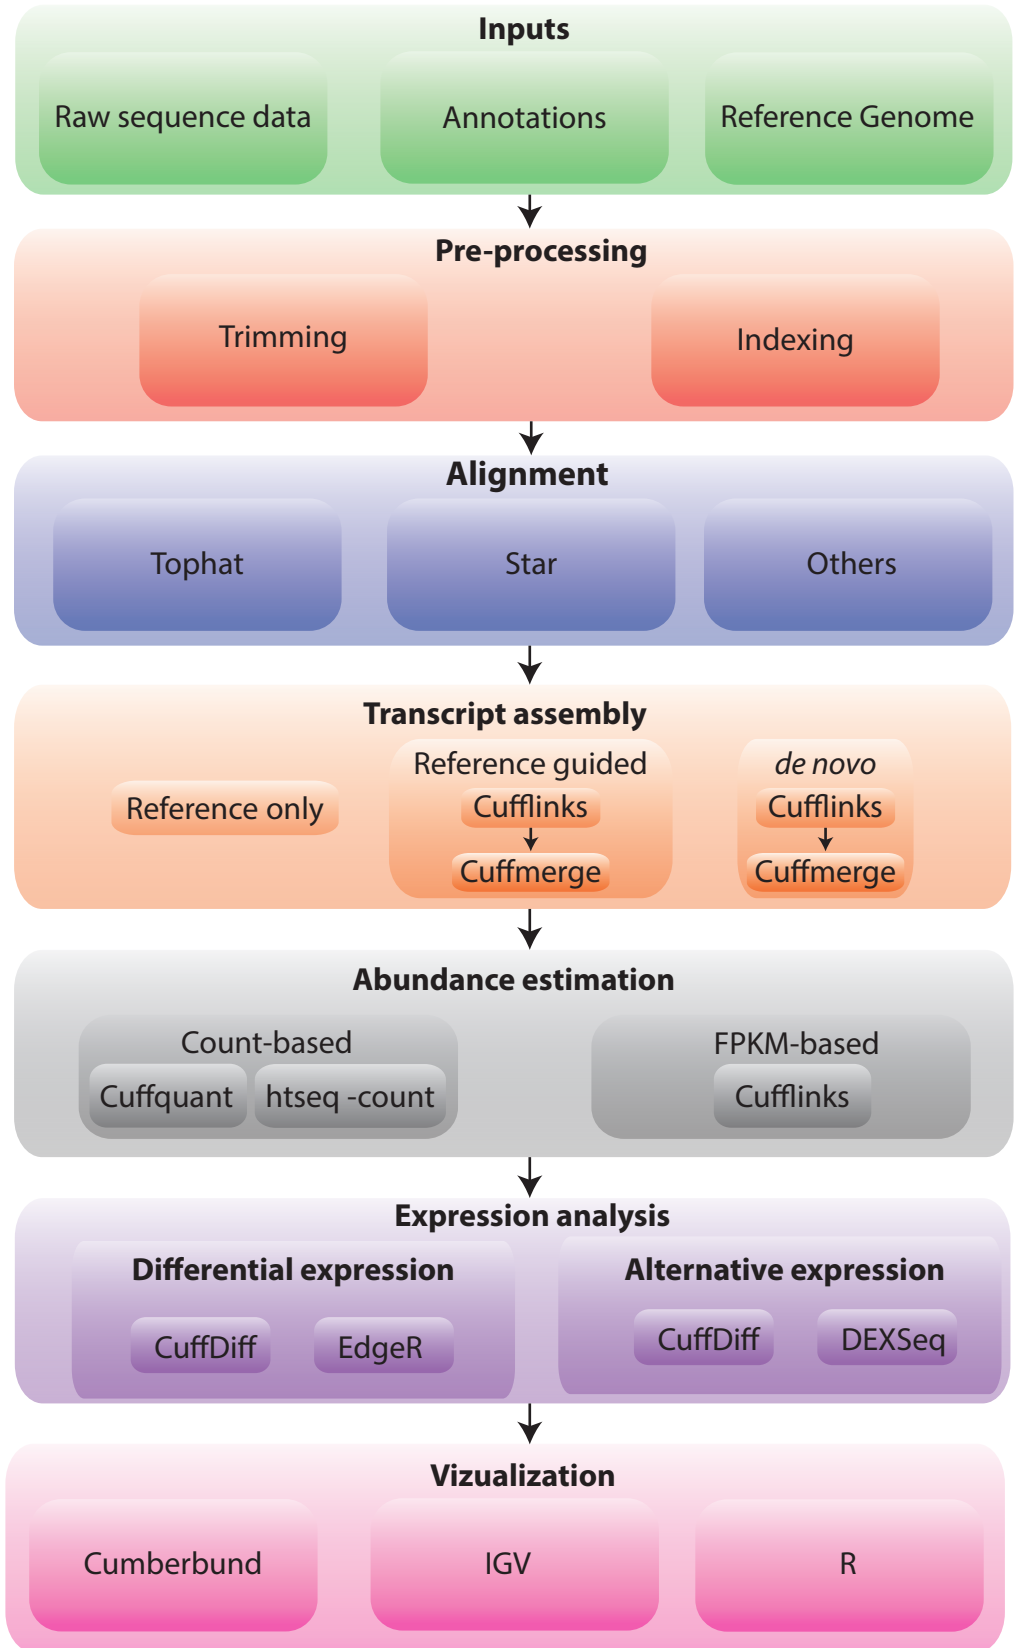 Inputs
Raw sequence data
Annotations
Reference Genome
Pre-processing
Trimming
Indexing
Alignment
Tophat
Star
Others
Transcript assembly
Reference only
Reference guided
Cufflinks
Cuffmerge
de novo
Cufflinks
Cuffmerge
Abundance estimation
Count-based
Cuffquant
htseq -count
FPKM-based
Cufflinks
Expression analysis
Differential expression
CuffDiff
EdgeR
Alternative expression
CuffDiff
DEXSeq
Vizualization
Cumberbund
IGV
R